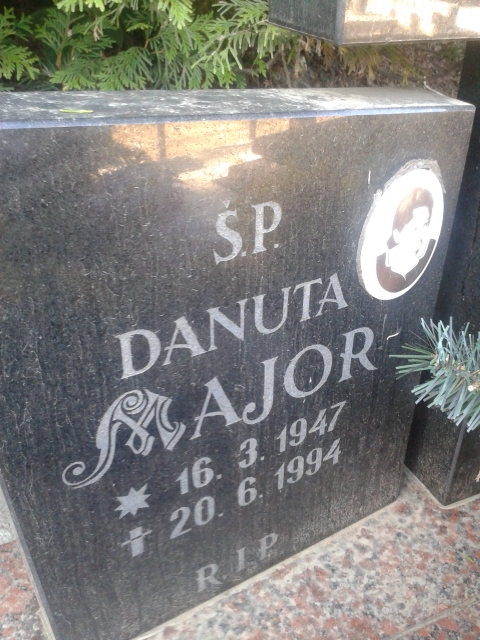 Ś.P.
DANUTA
MAJOR
16. 3. 1947
20. 6. 1994
R.I.P